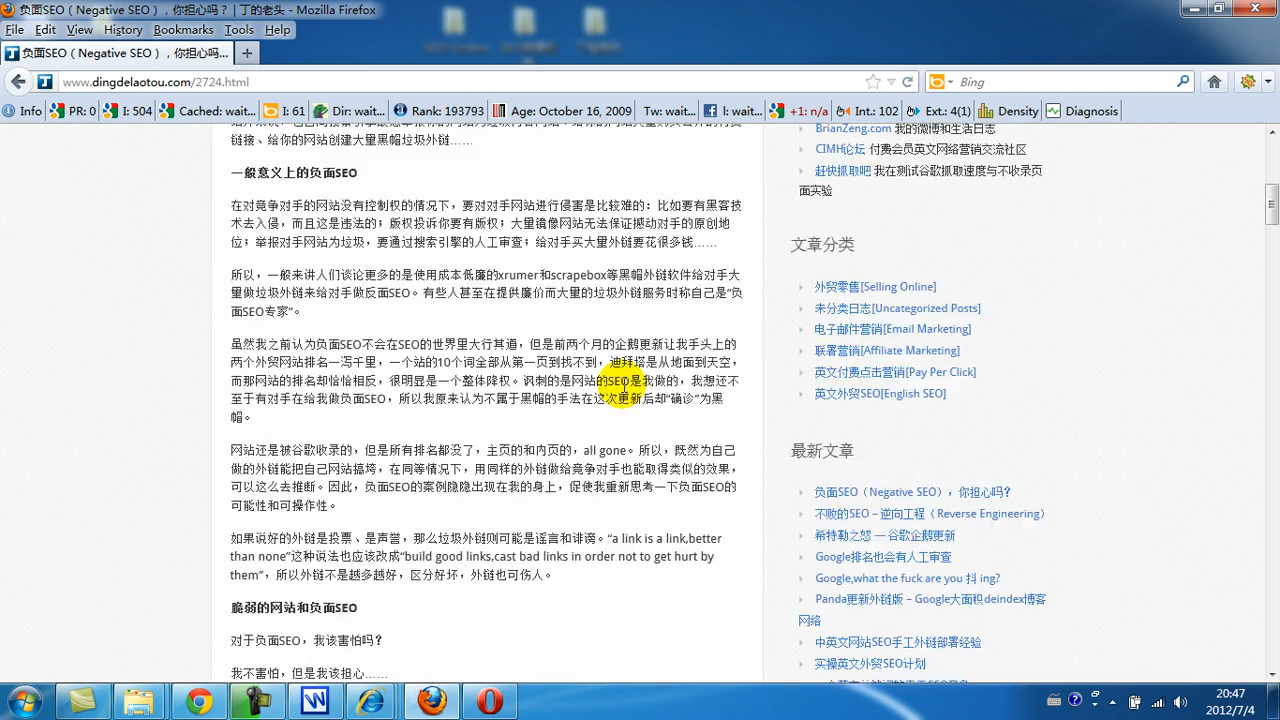 负面SEO（Negative SEO），你担心吗？ | 丁的老头 - Mozilla Firefox
File Edit View History Bookmarks Tools Help
负面SEO（Negative SEO），你担心吗...
www.dingdelaotou.com/2724.html
Bing
Info PR: 0 I: 504 Cached: wait... I: 61 Dir: wait... Rank: 193793 Age: October 16, 2009 Tw: wait... l: wait... +1: n/a Int.: 102 Ext.: 4(1) Density Diagnosis
链接、给你的网站创建大量黑帽垃圾外链……
一般意义上的负面SEO
在对竞争对手的网站没有控制权的情况下，要对对手网站进行侵害是比较难的：比如要有黑客技
术去入侵，而且这是违法的；版权投诉你要有版权；大量镜像网站无法保证撼动对手的原创地
位；举报对手网站为垃圾，要通过搜索引擎的人工审查；给对手买大量外链要花很多钱……
所以，一般来讲人们谈论更多的是使用成本低廉的xrumer和scrapebox等黑帽外链软件给对手大
量做垃圾外链来给对手做反面SEO。有些人甚至在提供廉价而大量的垃圾外链服务时称自己是“负
面SEO专家”。
虽然我之前认为负面SEO不会在SEO的世界里大行其道，但是前两个月的企鹅更新让我手头上的
两个外贸网站排名一泻千里，一个站的10个词全部从第一页到找不到，迪拜塔是从地面到天空，
而那网站的排名却恰恰相反，很明显是一个整体降权。讽刺的是网站的SEO是我做的，我想还不
至于有对手在给我做负面SEO，所以我原来认为不属于黑帽的手法在这次更新后却“确诊”为黑
帽。
网站还是被谷歌收录的，但是所有排名都没了，主页的和内页的，all gone。所以，既然为自己
做的外链能把自己网站搞垮，在同等情况下，用同样的外链做给竞争对手也能取得类似的效果，
可以这么去推断。因此，负面SEO的案例隐隐出现在我的身上，促使我重新思考一下负面SEO的
可能性和可操作性。
如果说好的外链是投票、是声誉，那么垃圾外链则可能是谣言和诽谤。“a link is a link,better
than none”这种说法也应该改成“build good links,cast bad links in order not to get hurt by
them”，所以外链不是越多越好，区分好坏，外链也可伤人。
脆弱的网站和负面SEO
对于负面SEO，我该害怕吗？
我不害怕，但是我该担心……
BrianZeng.com 我的微博和生活日志
CIMH论坛 付费会员英文网络营销交流社区
赶快抓取吧 我在测试谷歌抓取速度与不收录页
面实验
文章分类
外贸零售[Selling Online]
未分类日志[Uncategorized Posts]
电子邮件营销[Email Marketing]
联署营销[Affiliate Marketing]
英文付费点击营销[Pay Per Click]
英文外贸SEO[English SEO]
最新文章
负面SEO（Negative SEO），你担心吗？
不败的SEO – 逆向工程（Reverse Engineering）
希特勒之怒 — 谷歌企鹅更新
Google排名也会有人工审查
Google,what the fuck are you 抖 ing?
Panda更新外链版 – Google大面积deindex博客
网络
中英文网站SEO手工外链部署经验
实操英文外贸SEO计划
20:47
2012/7/4